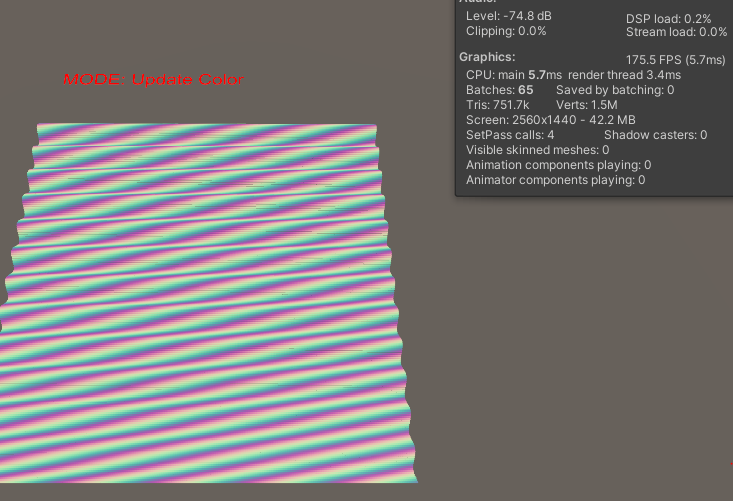 Audio:
Level: -74.8 dB DSP load: 0.2%
Clipping: 0.0% Stream load: 0.0%
Graphics: 175.5 FPS (5.7ms)
CPU: main 5.7ms render thread 3.4ms
Batches: 65 Saved by batching: 0
Tris: 751.7k Verts: 1.5M
Screen: 2560x1440 - 42.2 MB
SetPass calls: 4 Shadow casters: 0
Visible skinned meshes: 0
Animation components playing: 0
Animator components playing: 0
MODE: Update Color